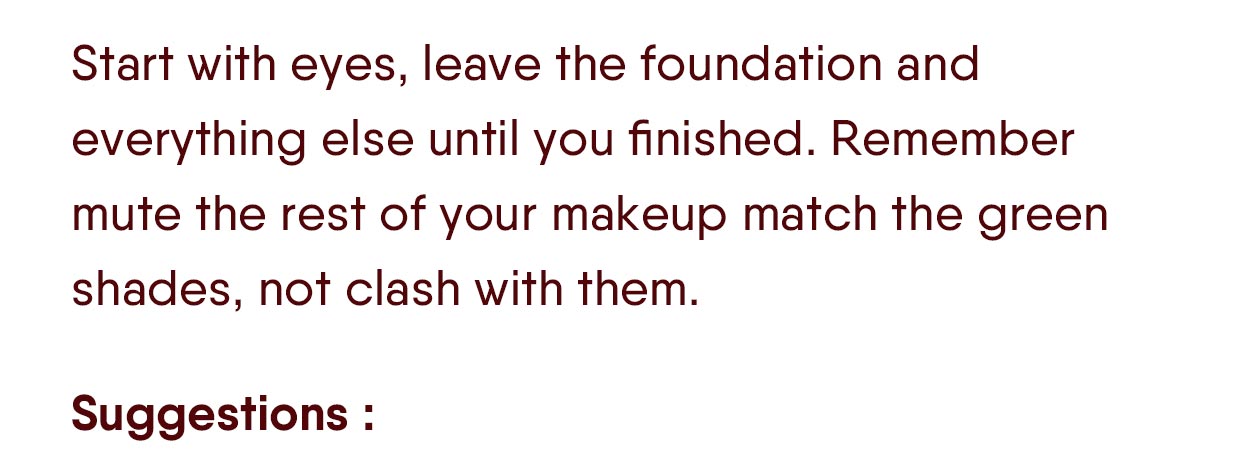 Start with eyes, leave the foundation and
everything else until you finished. Remember
mute the rest of your makeup match the green
shades, not clash with them.
Suggestions :